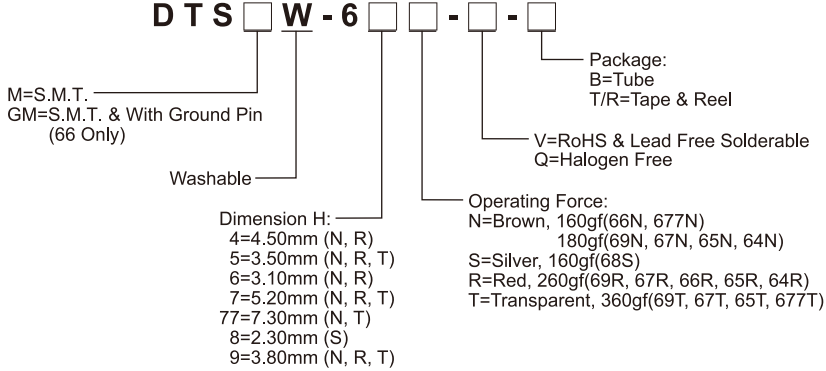 DTS□W-6□□-□-□
Package:
B=Tube
T/R=Tape & Reel
M=S.M.T.
GM=S.M.T. & With Ground Pin
(66 Only)
V=RoHS & Lead Free Solderable
Q=Halogen Free
Washable
Operating Force:
N=Brown, 160gf(66N, 677N)
180gf(69N, 67N, 65N, 64N)
S=Silver, 160gf(68S)
R=Red, 260gf(69R, 67R, 66R, 65R, 64R)
T=Transparent, 360gf(69T, 67T, 65T, 677T)
Dimension H:
4=4.50mm (N, R)
5=3.50mm (N, R, T)
6=3.10mm (N, R)
7=5.20mm (N, R, T)
77=7.30mm (N, T)
8=2.30mm (S)
9=3.80mm (N, R, T)